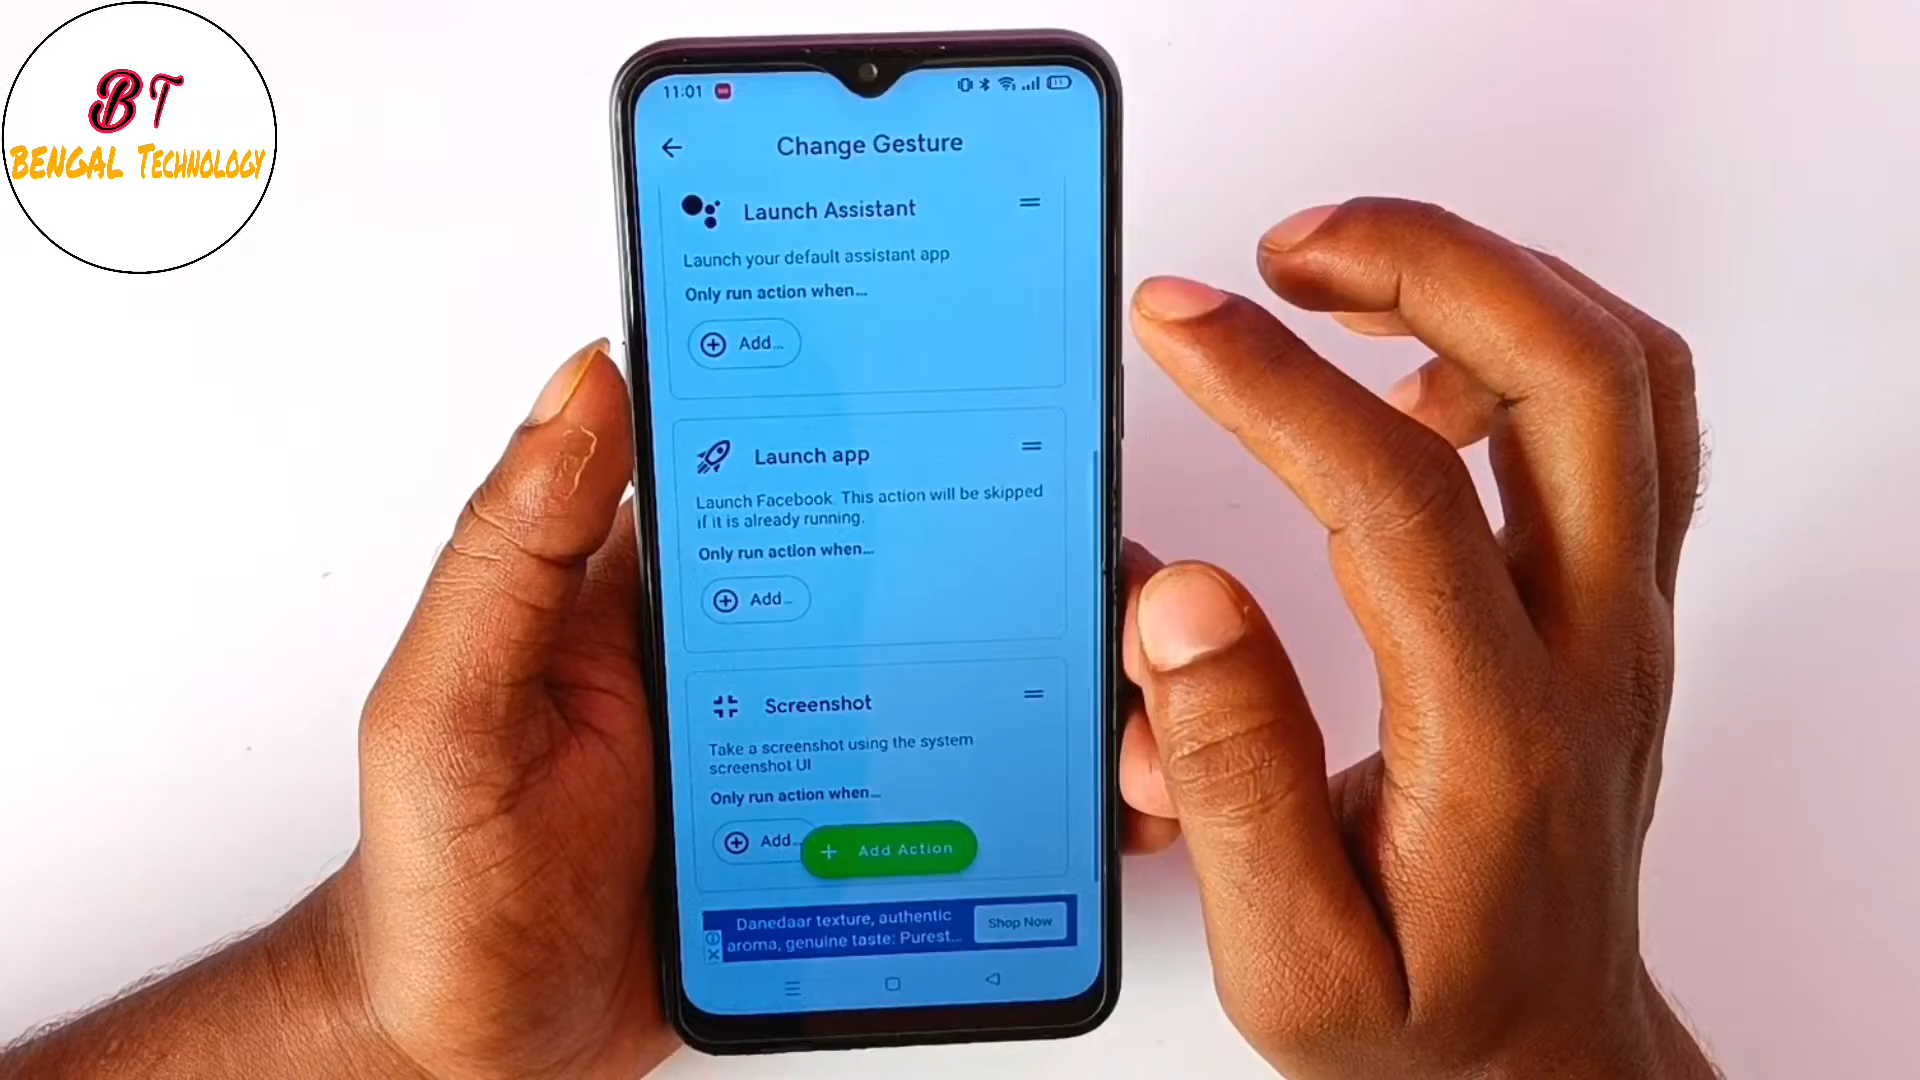 BT
BENGAL TECHNOLOGY
11:01
Change Gesture
Launch Assistant
Launch your default assistant app
Only run action when...
Add...
Launch app
Launch Facebook. This action will be skipped
if it is already running.
Only run action when...
Add...
Screenshot
Take a screenshot using the system
screenshot UI
Only run action when...
Add...
+ Add Action
Danedaar texture, authentic
aroma, genuine taste: Purest...
Shop Now